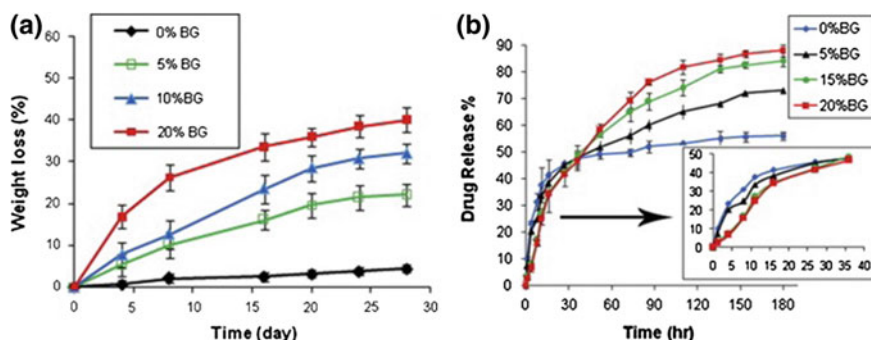 (a)
60
50
40
30
20
10
0
Weight loss (%)
0% BG
5% BG
10%BG
20% BG
0 5 10 15 20 25 30
Time (day)
(b)
90
80
70
60
50
40
30
20
10
0
Drug Release %
0%BG
5%BG
15%BG
20%BG
50
40
30
20
10
0
0 5 10 15 20 25 30 35 40
0 30 60 90 120 150 180
Time (hr)